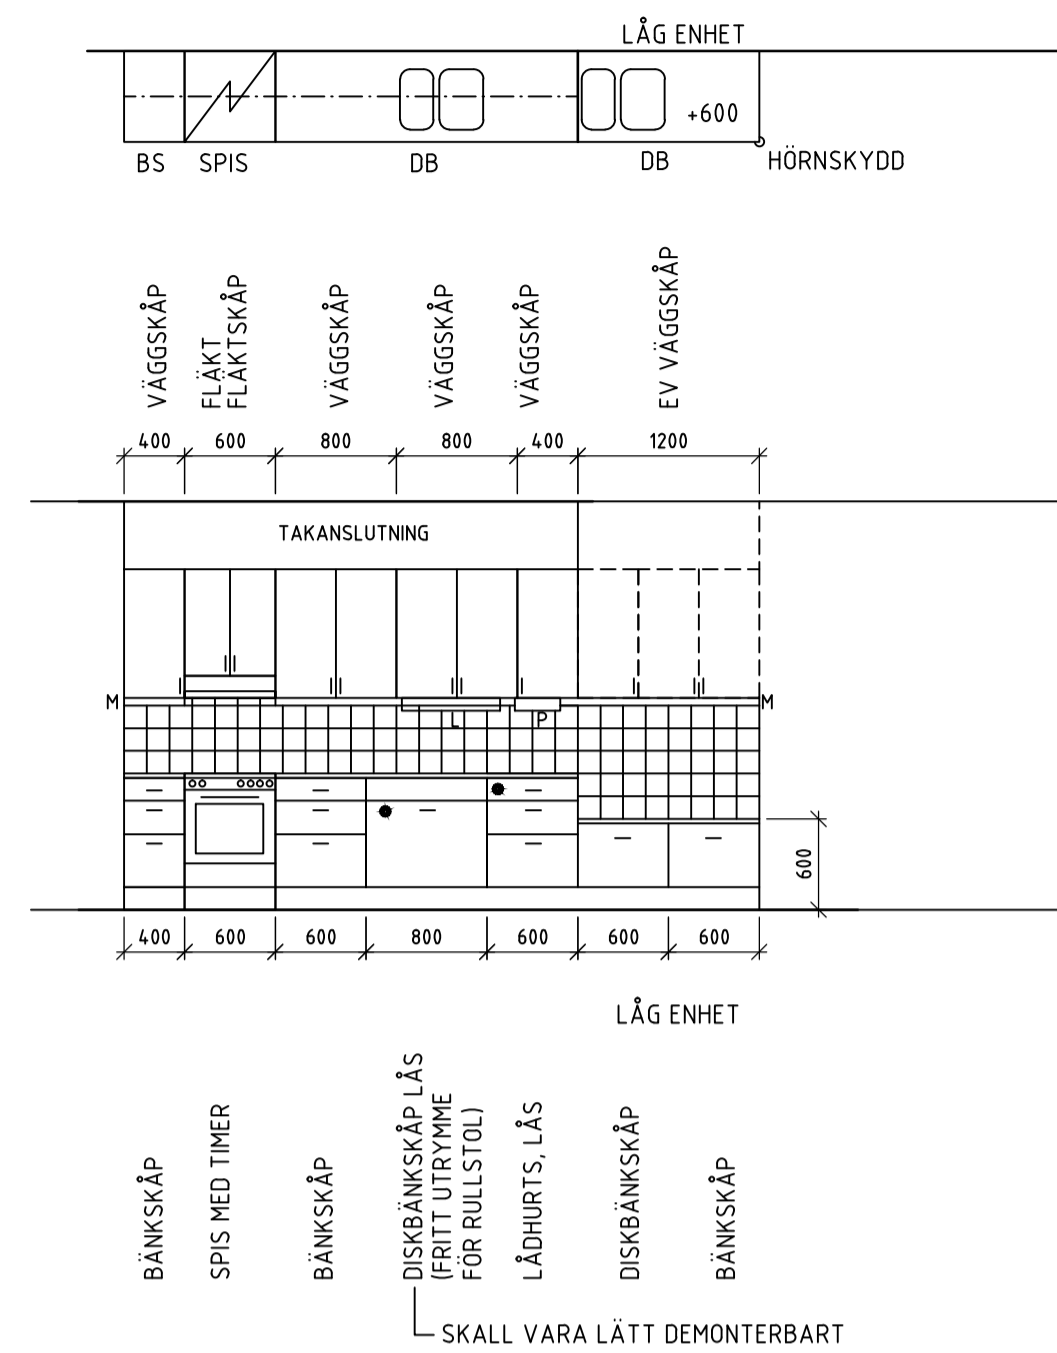 LÅG ENHET
+600
BS SPIS DB DB HÖRNSKYDD
VÄGGSKÅP
FLÄKT
FLÄKTSKÅP
VÄGGSKÅP
VÄGGSKÅP
VÄGGSKÅP
EV VÄGGSKÅP
400 600 800 800 400 1200
TAKANSLUTNING
M M
L P
600
400 600 600 800 600 600 600
LÅG ENHET
BÄNKSKÅP
SPIS MED TIMER
BÄNKSKÅP
DISKBÄNKSKÅP LÅS
(FRITT UTRYMME
FÖR RULLSTOL)
LÅDHURTS, LÅS
DISKBÄNKSKÅP
BÄNKSKÅP
SKALL VARA LÄTT DEMONTERBART